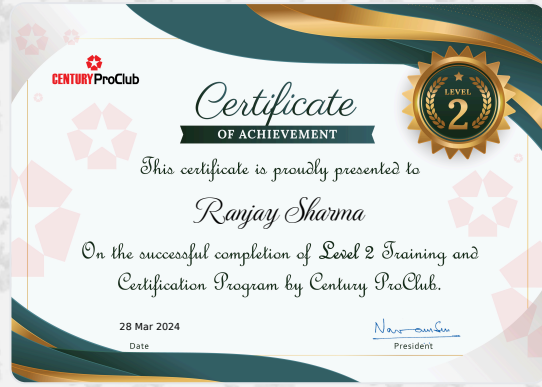 CENTURY ProClub
Certificate
OF ACHIEVEMENT
LEVEL
2
This certificate is proudly presented to
Ranjay Sharma
On the successful completion of Level 2 Training and
Certification Program by Century ProClub.
28 Mar 2024
Date
President